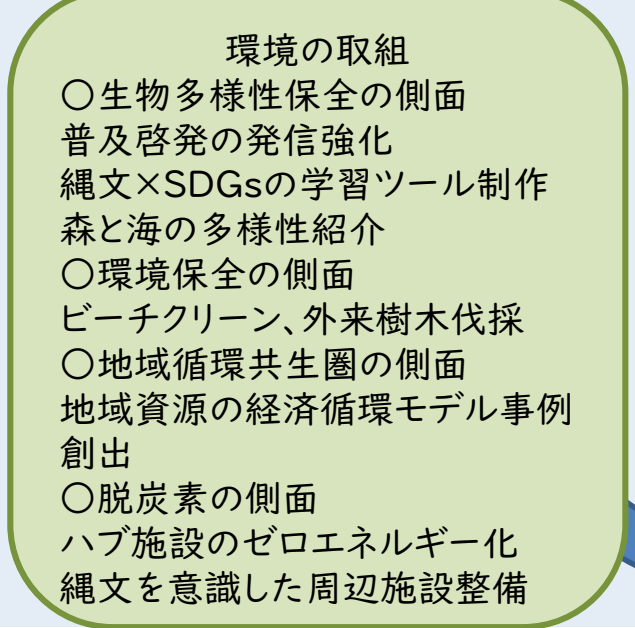 環境の取組
〇生物多様性保全の側面
普及啓発の発信強化
縄文×SDGsの学習ツール制作
森と海の多様性紹介
〇環境保全の側面
ビーチクリーン、外来樹木伐採
〇地域循環共生圏の側面
地域資源の経済循環モデル事例
創出
〇脱炭素の側面
ハブ施設のゼロエネルギー化
縄文を意識した周辺施設整備